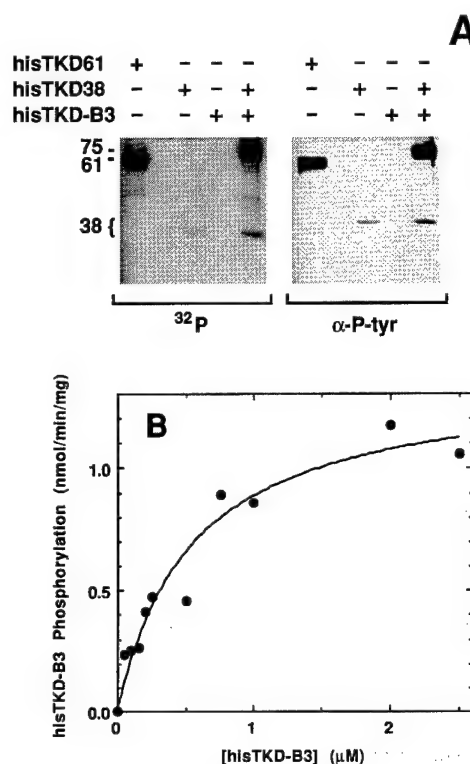 A
hisTKD61 + – – – + – – –
hisTKD38 – + – + – + – +
hisTKD-B3 – – + + – – + +
75 -
61 -
38 {
32P α-P-tyr
B
hisTKD-B3 Phosphorylation (nmol/min/mg)
1.0
0.5
0.0
0 1 2
[hisTKD-B3] (μM)